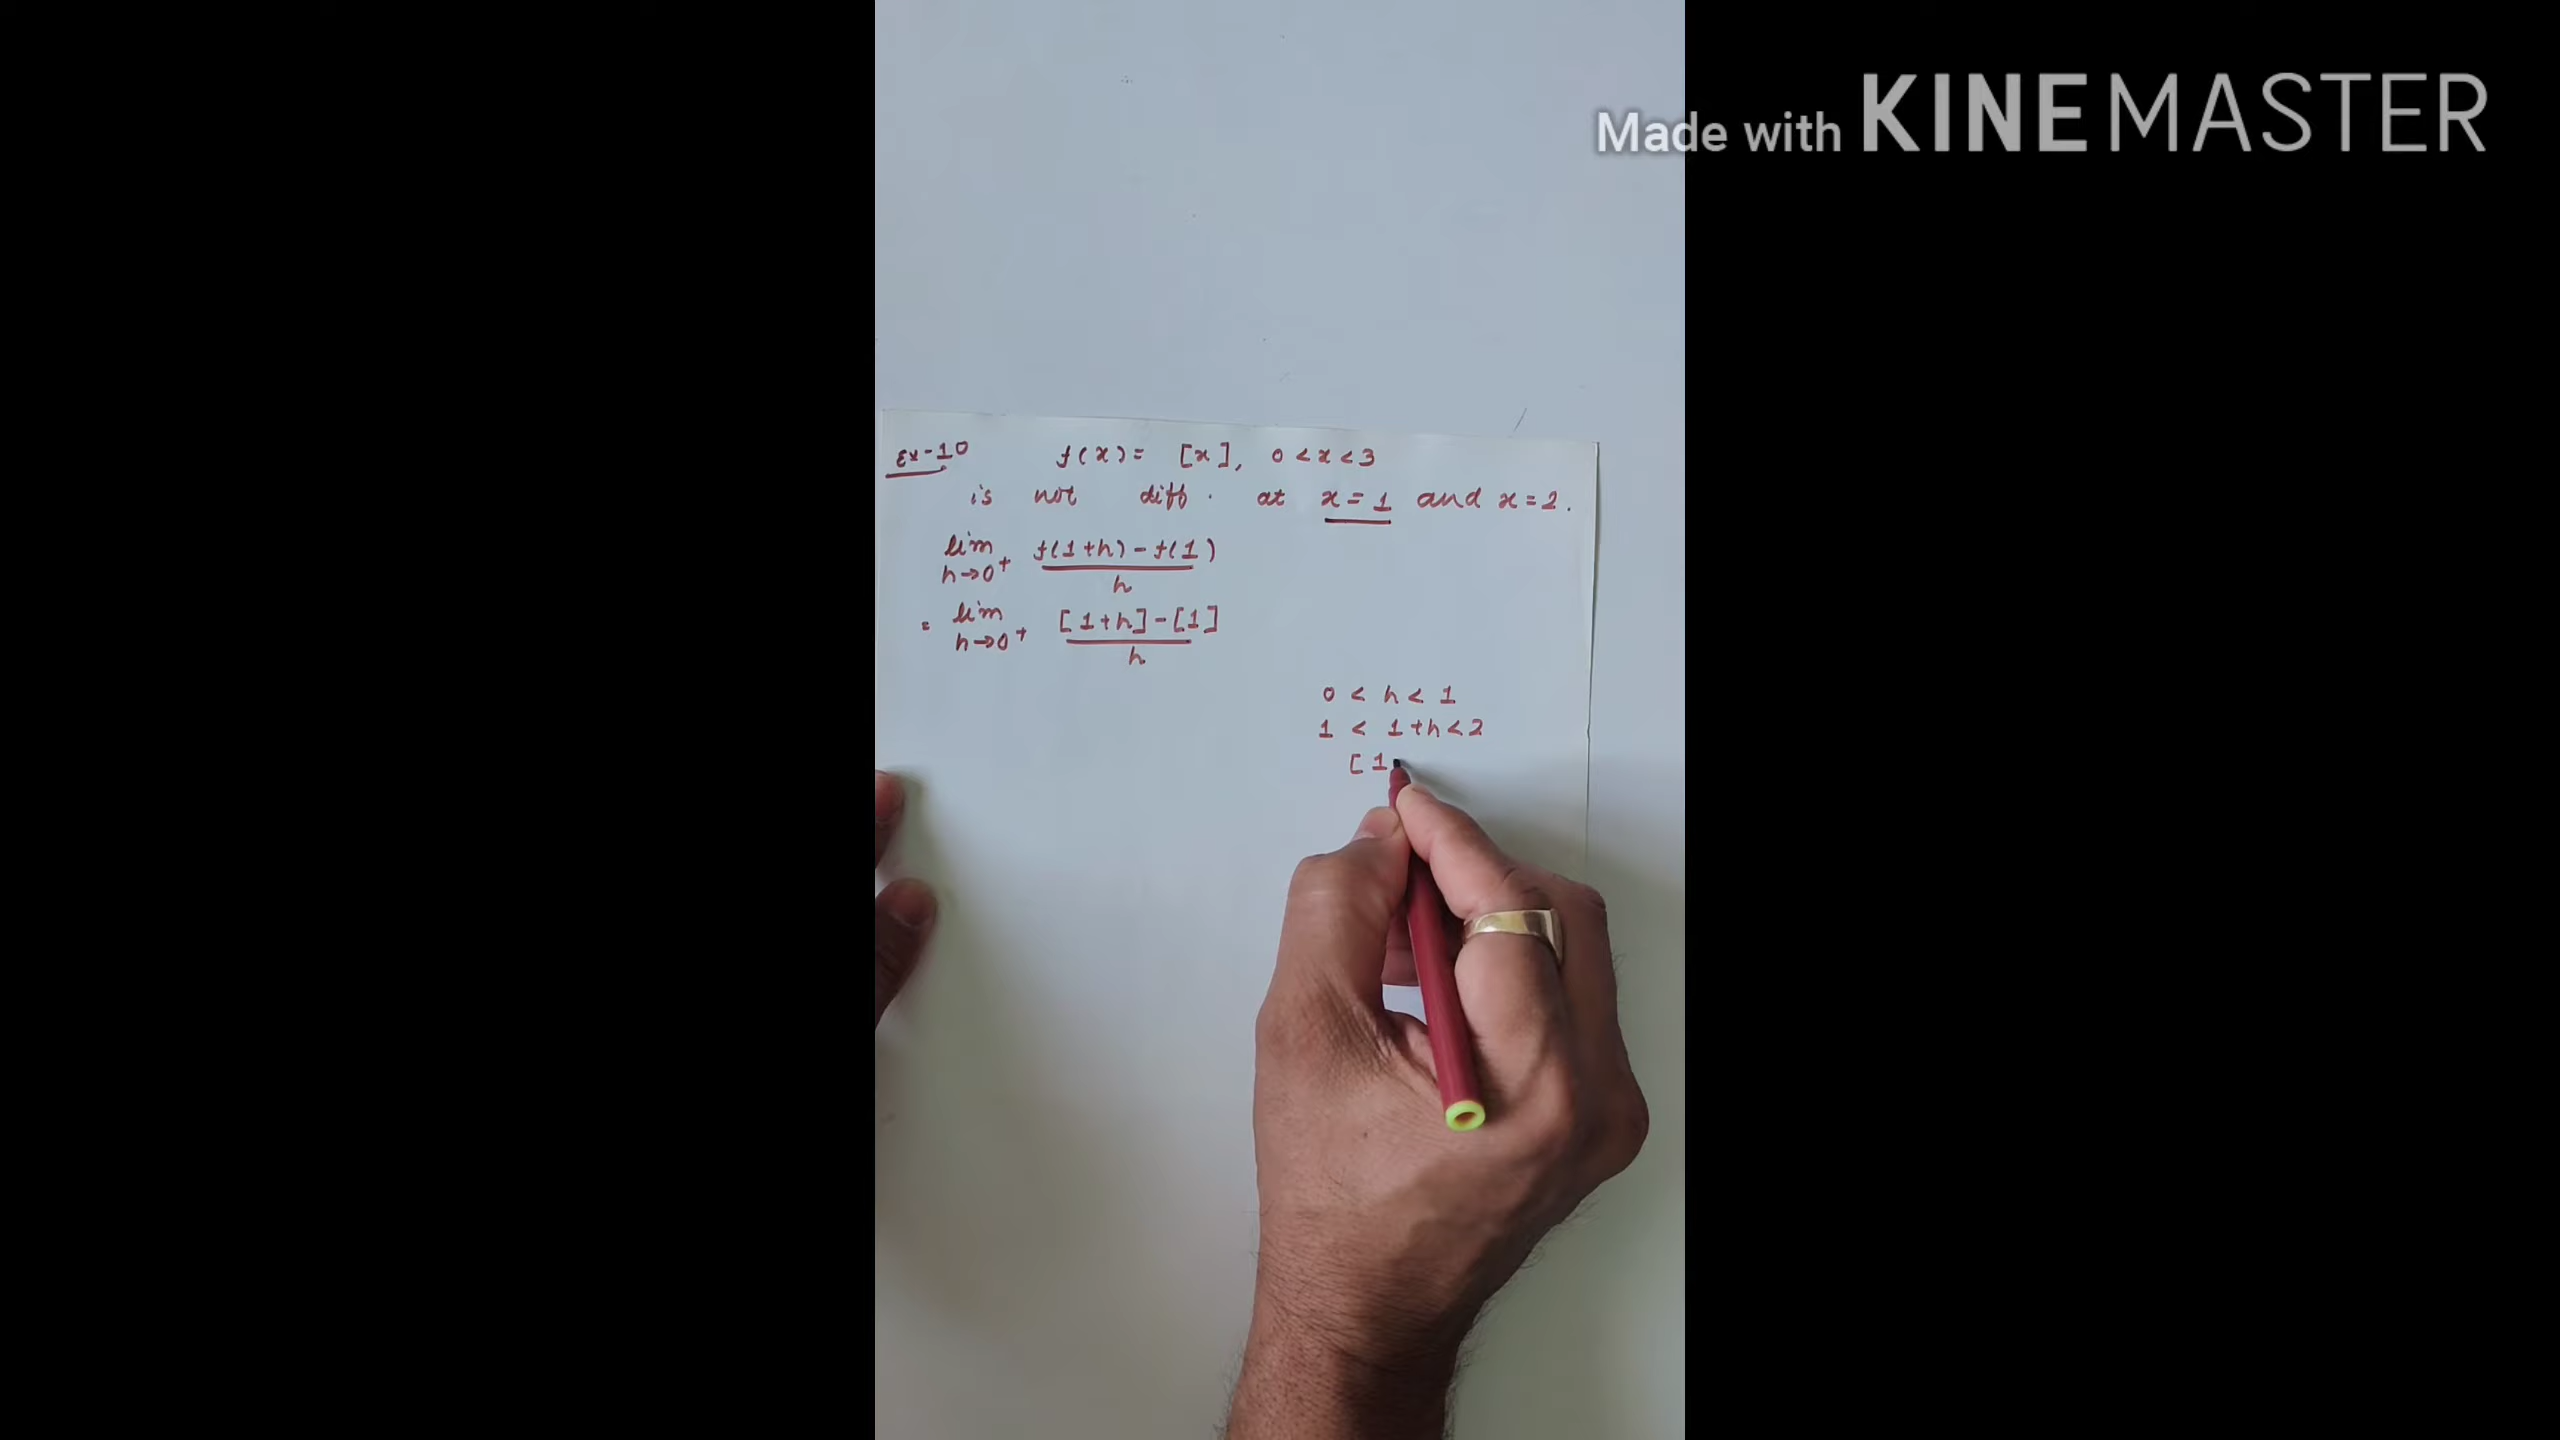 Made with KINEMASTER
Ex-10 f(x) = [x], 0 < x < 3
is not diff. at x = 1 and x = 2.
lim h→0+ f(1+h) - f(1) / h
= lim h→0+ [1+h] - [1] / h
0 < h < 1
1 < 1+h < 2
[1